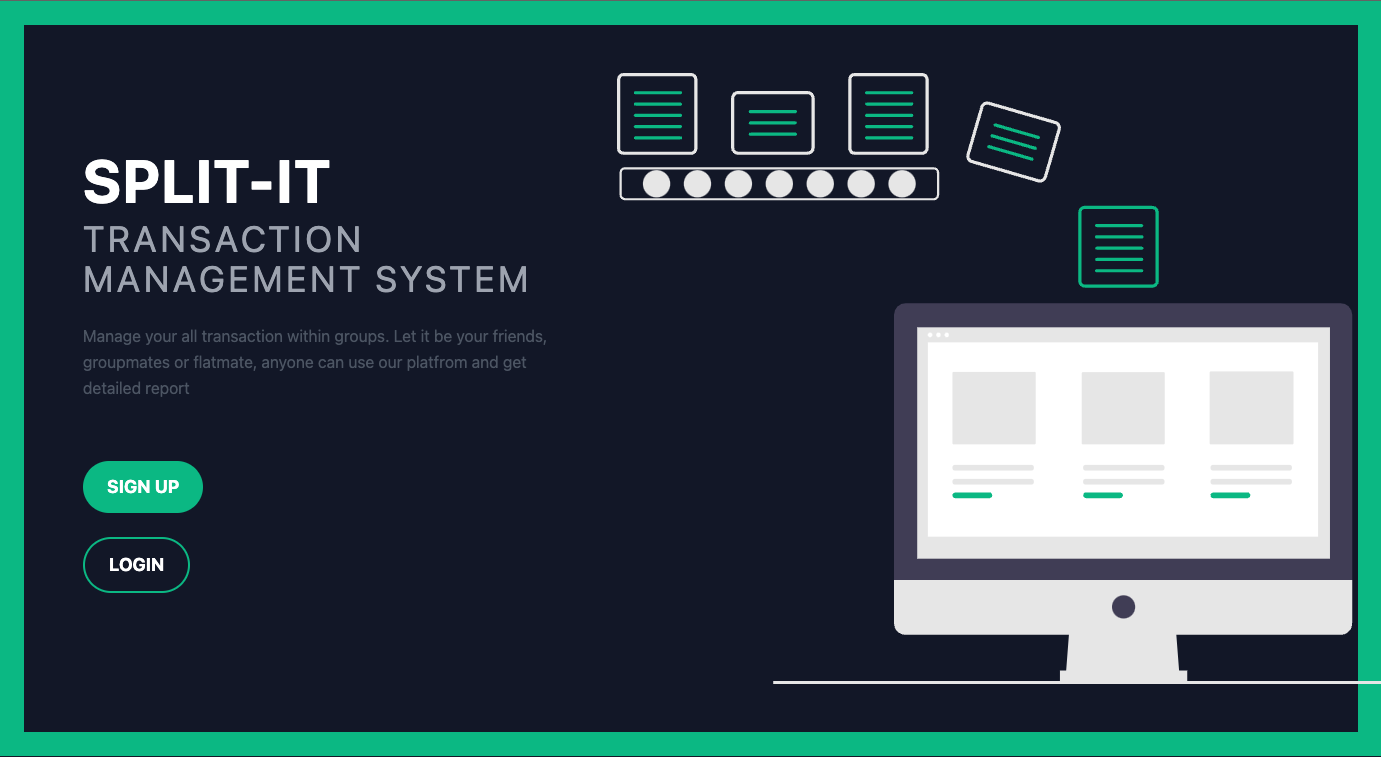 SPLIT-IT
TRANSACTION
MANAGEMENT SYSTEM
Manage your all transaction within groups. Let it be your friends,
groupmates or flatmate, anyone can use our platfrom and get
detailed report
SIGN UP
LOGIN